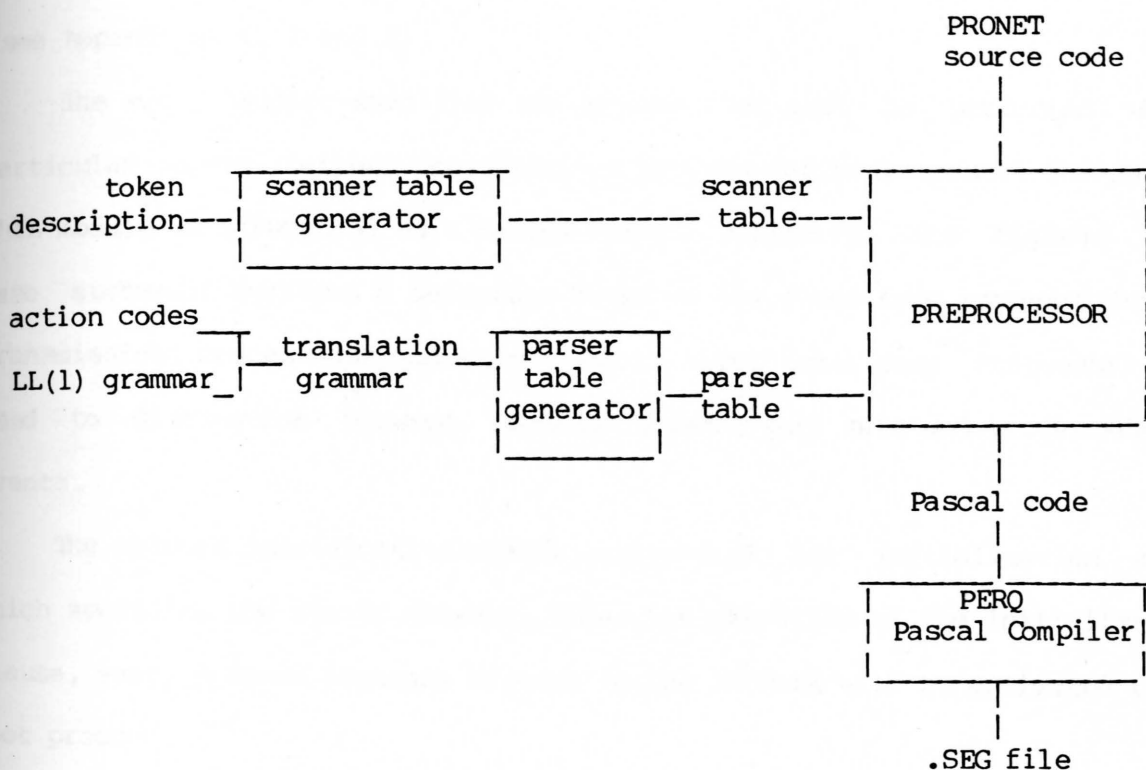 PRONET
source code
token
description
scanner table
generator
scanner
table
PREPROCESSOR
action codes
LL(1) grammar
translation
grammar
parser
table
generator
parser
table
Pascal code
PERQ
Pascal Compiler
.SEG file